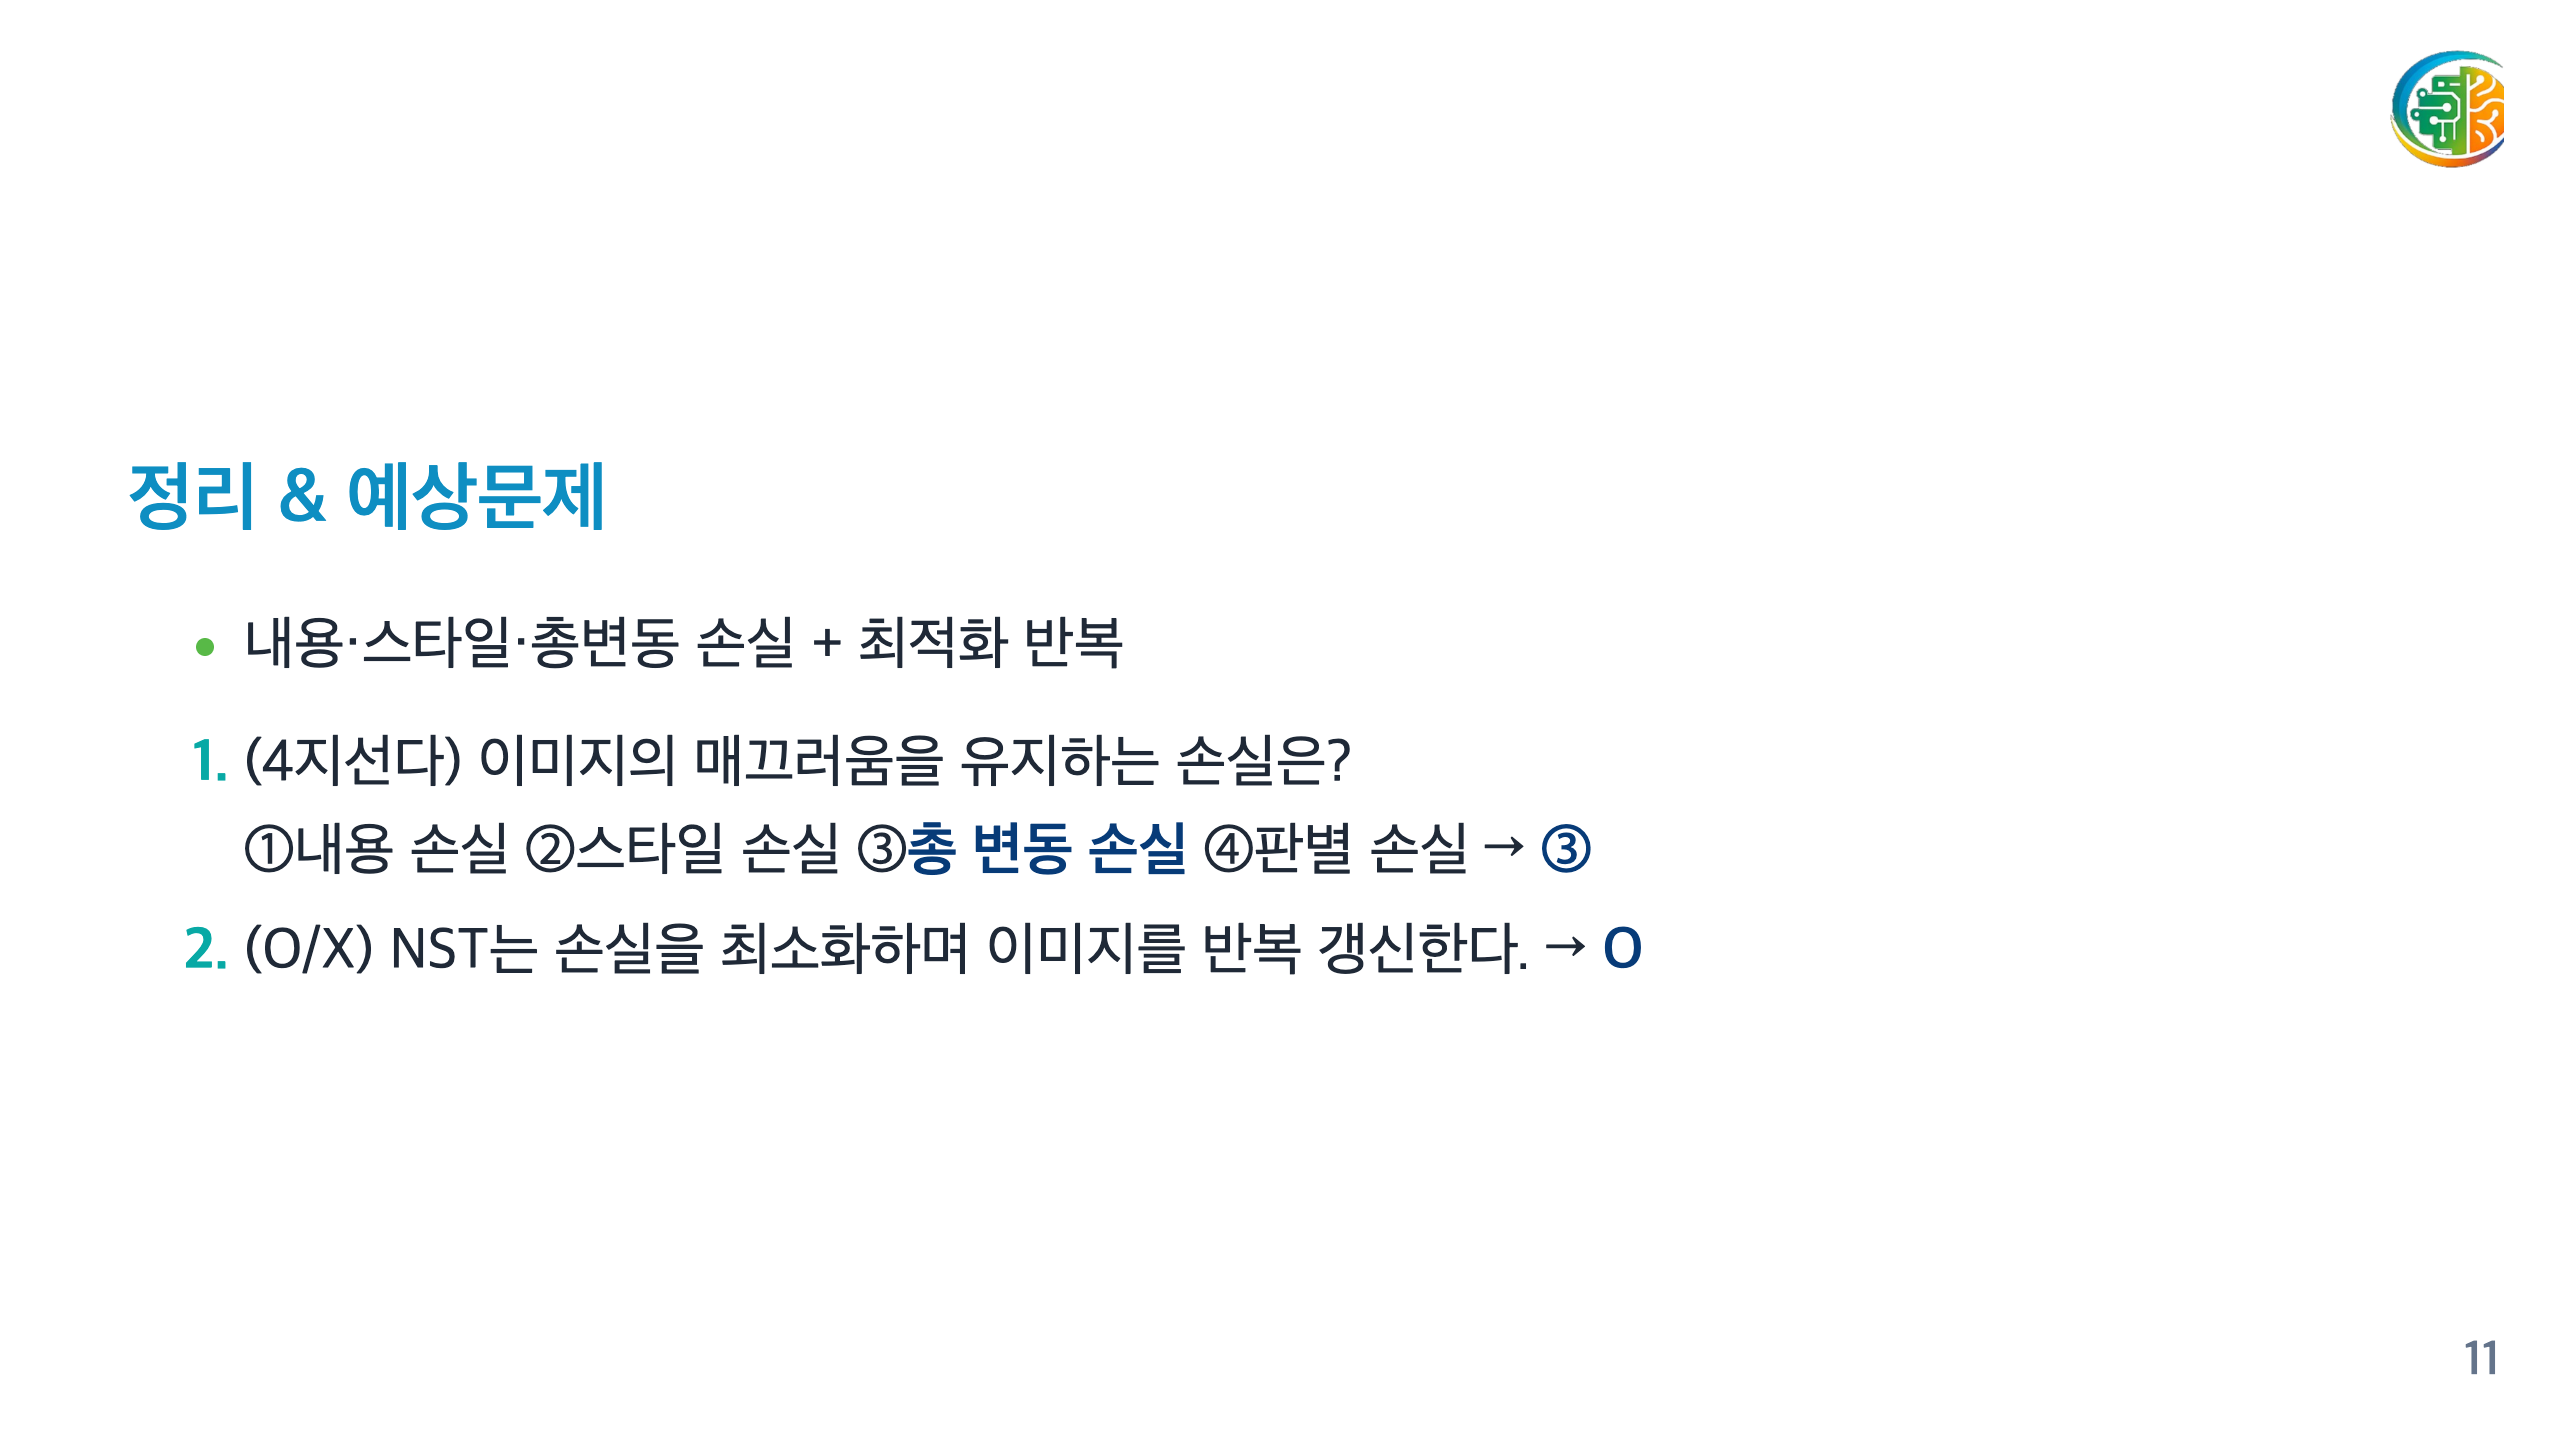 정리 & 예상문제
• 내용·스타일·총변동 손실 + 최적화 반복
1. (4지선다) 이미지의 매끄러움을 유지하는 손실은?
①내용 손실 ②스타일 손실 ③총 변동 손실 ④판별 손실 → ③
2. (O/X) NST는 손실을 최소화하며 이미지를 반복 갱신한다. → O
11